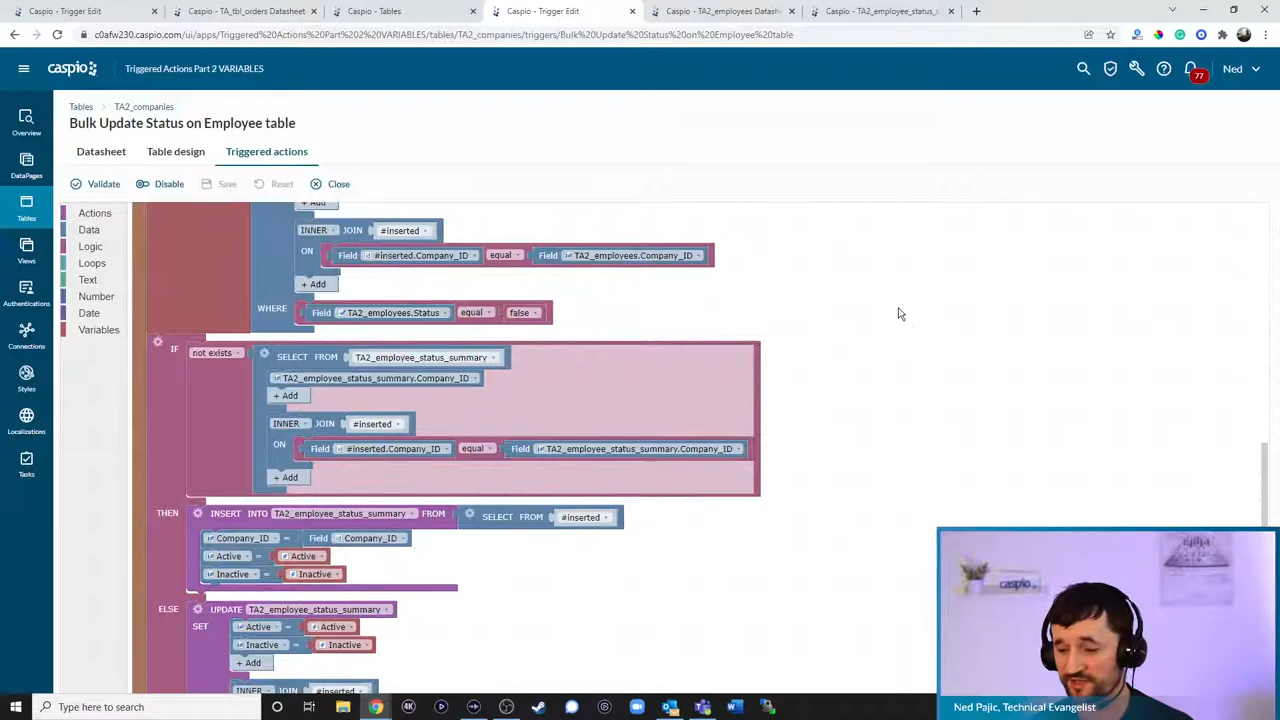 Caspio - Trigger Edit
Caspio - TA_tbl_orders Datasheet
Caspio - Tables
Caspio - Trigger Edit
Caspio - TA2_employees Datash
Caspio - TA2_employee_status_s
c0afw230.caspio.com/ui/apps/Triggered%20Actions%20Part%202%20VARIABLES/tables/TA2_companies/triggers/Bulk%20Update%20Status%20on%20Employee%20table
caspio
Triggered Actions Part 2 VARIABLES
77
Ned
Overview
DataPages
Tables
Views
Authentications
Connections
Styles
Localizations
Tasks
Tables > TA2_companies
Bulk Update Status on Employee table
Datasheet
Table design
Triggered actions
Validate
Disable
Save
Reset
Close
Actions
Data
Logic
Loops
Text
Number
Date
Variables
+ Add
INNER JOIN #inserted
ON Field #inserted.Company_ID equal Field TA2_employees.Company_ID
+ Add
WHERE Field TA2_employees.Status equal false
IF not exists SELECT FROM TA2_employee_status_summary
TA2_employee_status_summary.Company_ID
+ Add
INNER JOIN #inserted
ON Field #inserted.Company_ID equal Field TA2_employee_status_summary.Company_ID
+ Add
THEN INSERT INTO TA2_employee_status_summary FROM SELECT FROM #inserted
Company_ID = Field Company_ID
Active = Active
Inactive = Inactive
ELSE UPDATE TA2_employee_status_summary
SET Active = Active
Inactive = Inactive
+ Add
INNER JOIN #inserted
caspio
Ned Pajic, Technical Evangelist
Type here to search